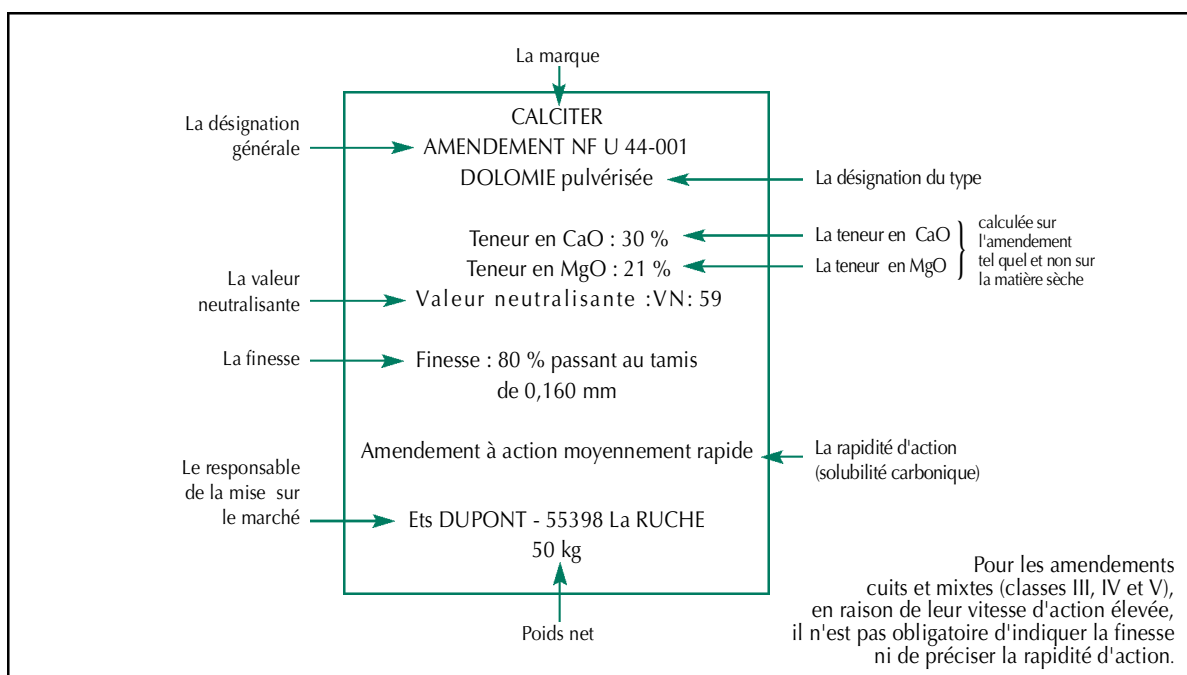 La marque
CALCITER
La désignation
générale
AMENDEMENT NF U 44-001
DOLOMIE pulvérisée
La désignation du type
Teneur en CaO : 30 %
La teneur en CaO
Teneur en MgO : 21 %
La teneur en MgO
calculée sur
l'amendement
tel quel et non sur
la matière sèche
La valeur
neutralisante
Valeur neutralisante :VN: 59
La finesse
Finesse : 80 % passant au tamis
de 0,160 mm
Amendement à action moyennement rapide
La rapidité d'action
(solubilité carbonique)
Le responsable
de la mise sur
le marché
Ets DUPONT - 55398 La RUCHE
50 kg
Poids net
Pour les amendements
cuits et mixtes (classes III, IV et V),
en raison de leur vitesse d'action élevée,
il n'est pas obligatoire d'indiquer la finesse
ni de préciser la rapidité d'action.